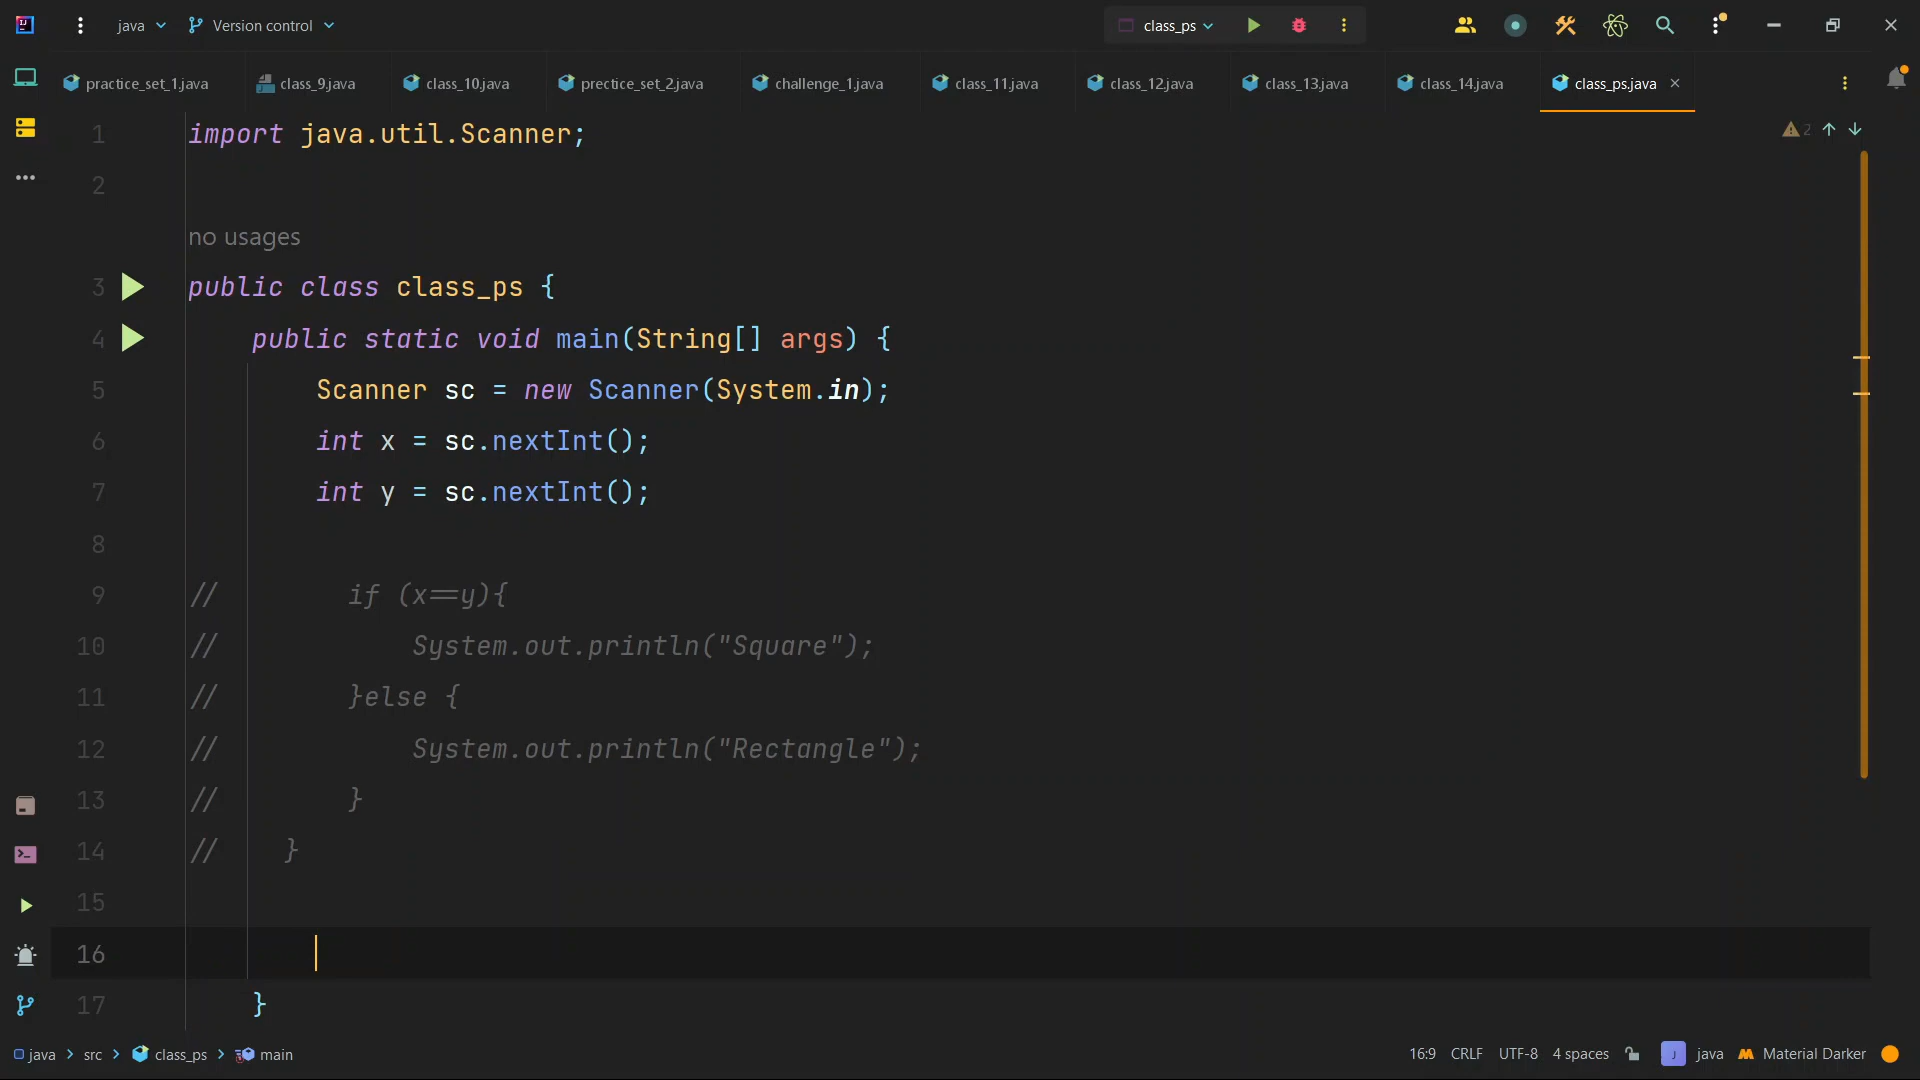 java
Version control
class_ps
practice_set_1.java
class_9.java
class_10.java
prectice_set_2.java
challenge_1.java
class_11.java
class_12.java
class_13.java
class_14.java
class_ps.java
2
1 import java.util.Scanner;
2
no usages
3 public class class_ps {
4 public static void main(String[] args) {
5 Scanner sc = new Scanner(System.in);
6 int x = sc.nextInt();
7 int y = sc.nextInt();
8
9 // if (x==y){
10 // System.out.println("Square");
11 // }else {
12 // System.out.println("Rectangle");
13 // }
14 // }
15
16
17 }
java > src > class_ps > main
16:9 CRLF UTF-8 4 spaces J java Material Darker